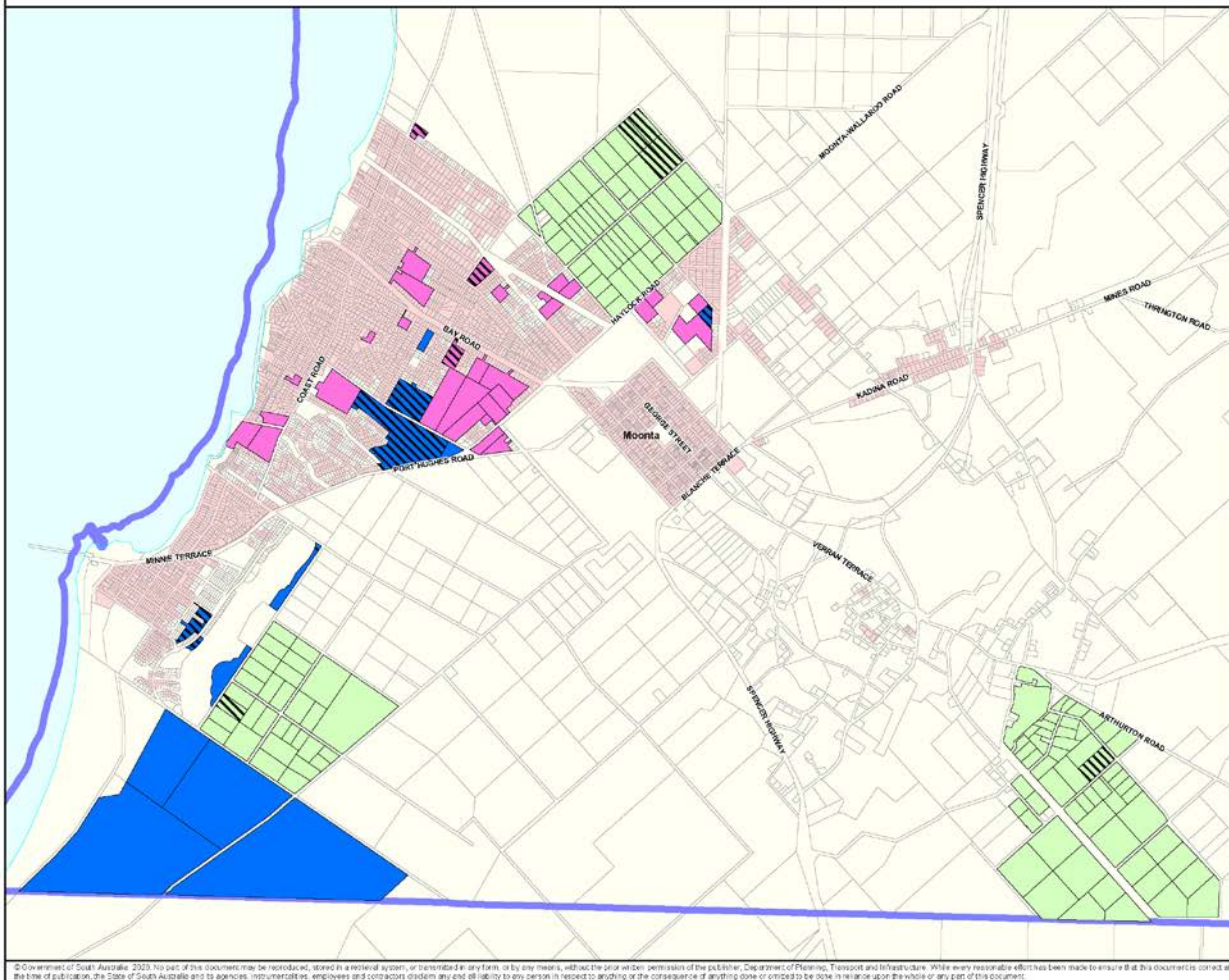 MOONTA-WALLAROO ROAD
SPENCER HIGHWAY
MINES ROAD
THRINGTON ROAD
HAYLOCK ROAD
BAY ROAD
COAST ROAD
KADINA ROAD
GEORGE STREET
Moonta
BLANCHE TERRACE
PORT HUGHES ROAD
MINNIE TERRACE
VERRAN TERRACE
SPENCER HIGHWAY
ARTHURTON ROAD
© Government of South Australia 2020. No part of this document may be reproduced, stored in a retrieval system, or transmitted in any form, or by any means, without the prior written permission of the publisher, Department of Planning, Transport and Infrastructure. While every reasonable effort has been made to ensure that this document is correct
the time of publication, the State of South Australia and its agencies, instrumentalities, employees and contractors disclaim any and all liability to any person in respect to anything or the consequence of anything done or omitted to be done in reliance upon the whole or any part of this document.